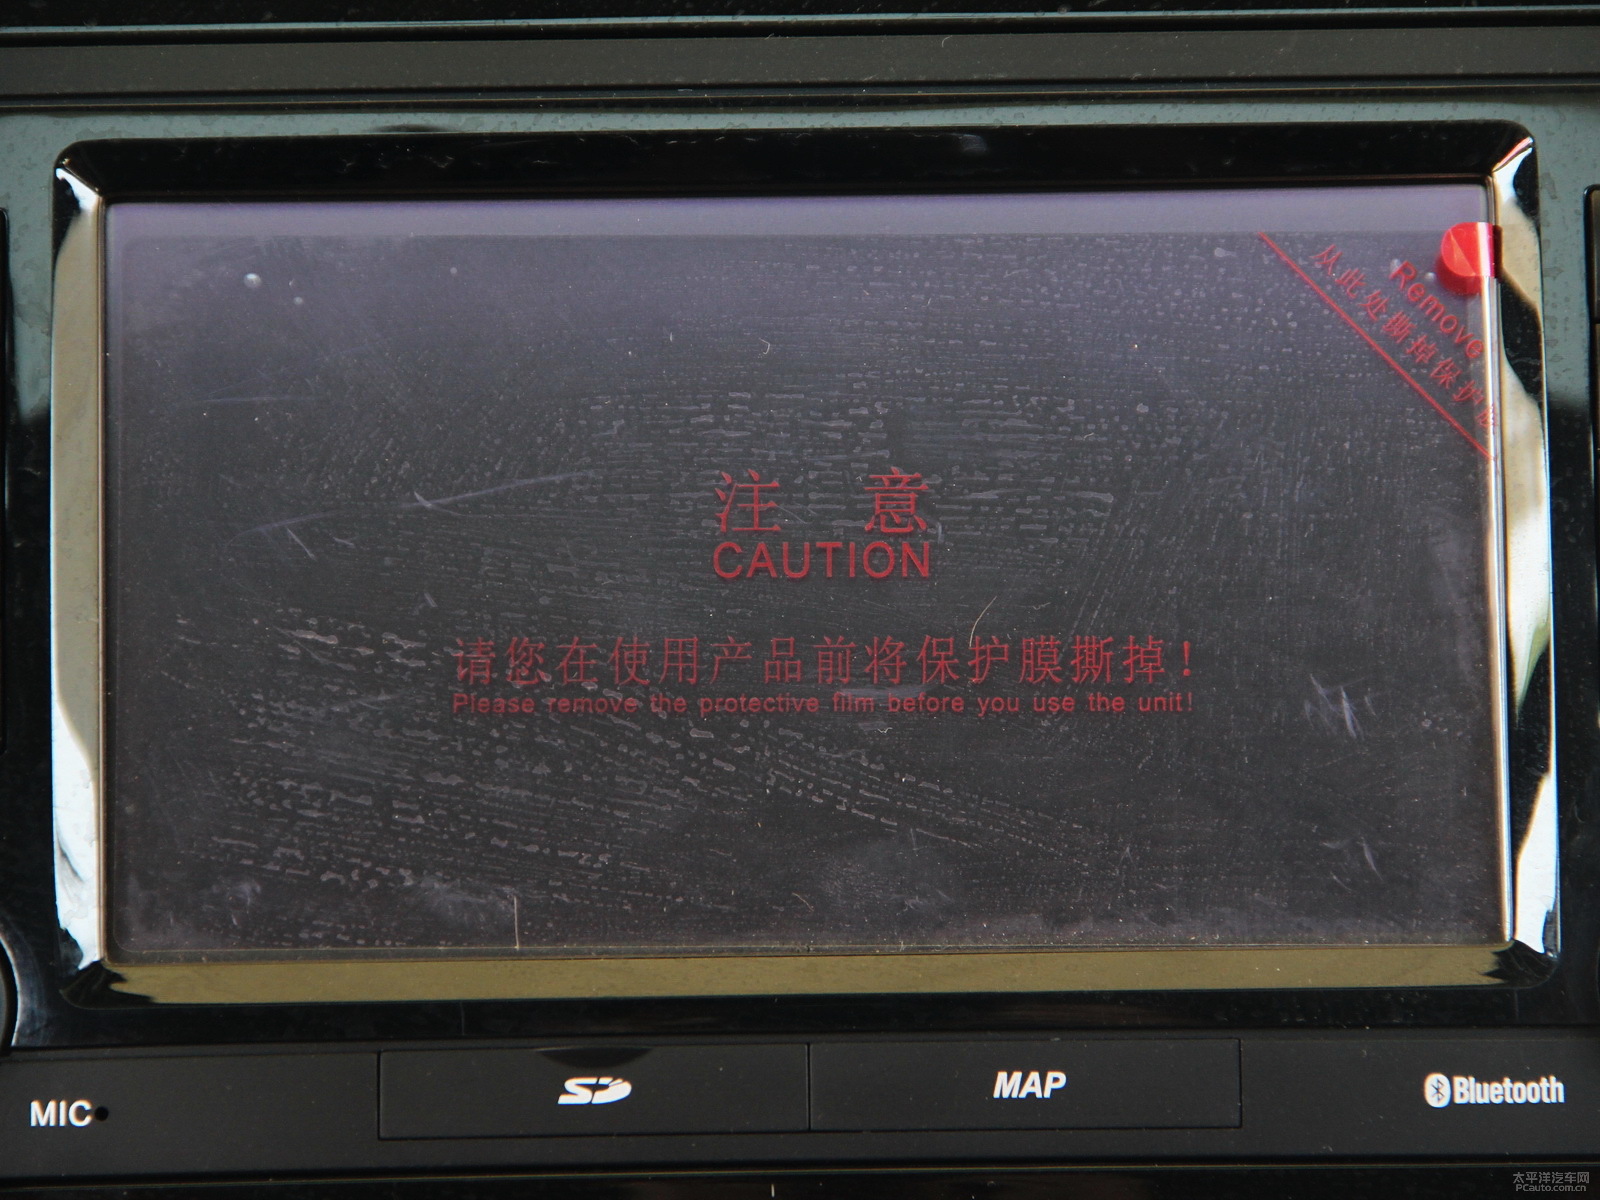 Remove
从此处撕掉保护膜
注 意
CAUTION
请您在使用产品前将保护膜撕掉！
Please remove the protective film before you use the unit!
MIC
SD
MAP
Bluetooth
太平洋汽车网
PCauto.com.cn